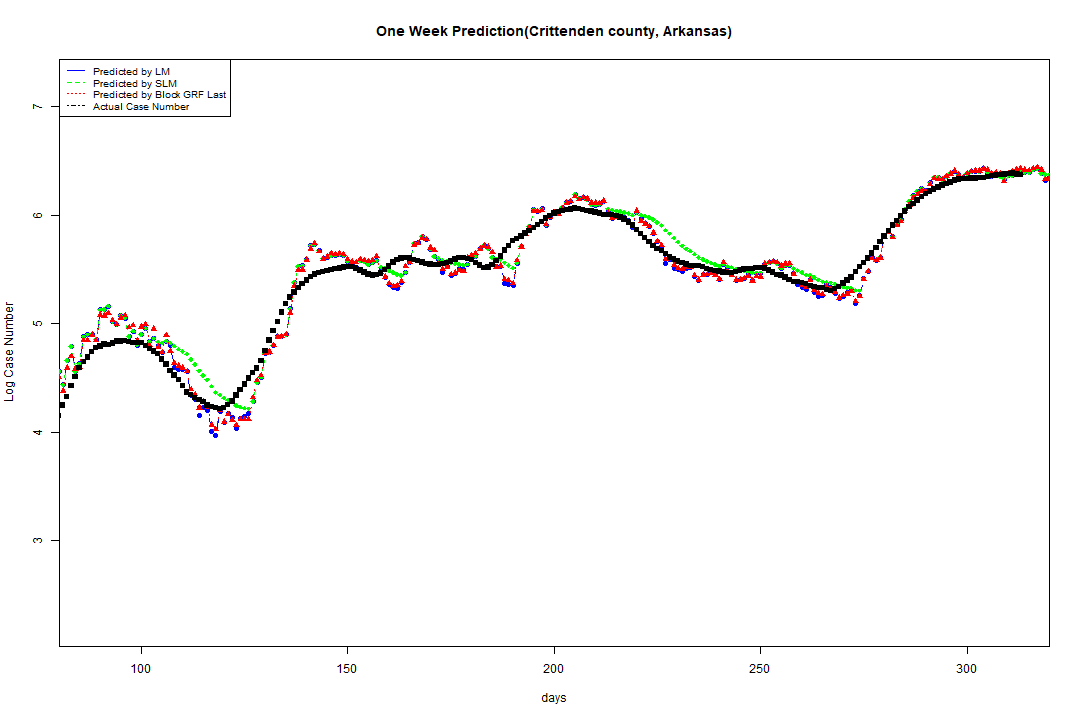 One Week Prediction(Crittenden county, Arkansas)
Predicted by LM
Predicted by SLM
Predicted by Block GRF Last
Actual Case Number
7
6
5
4
3
Log Case Number
100 150 200 250 300
days